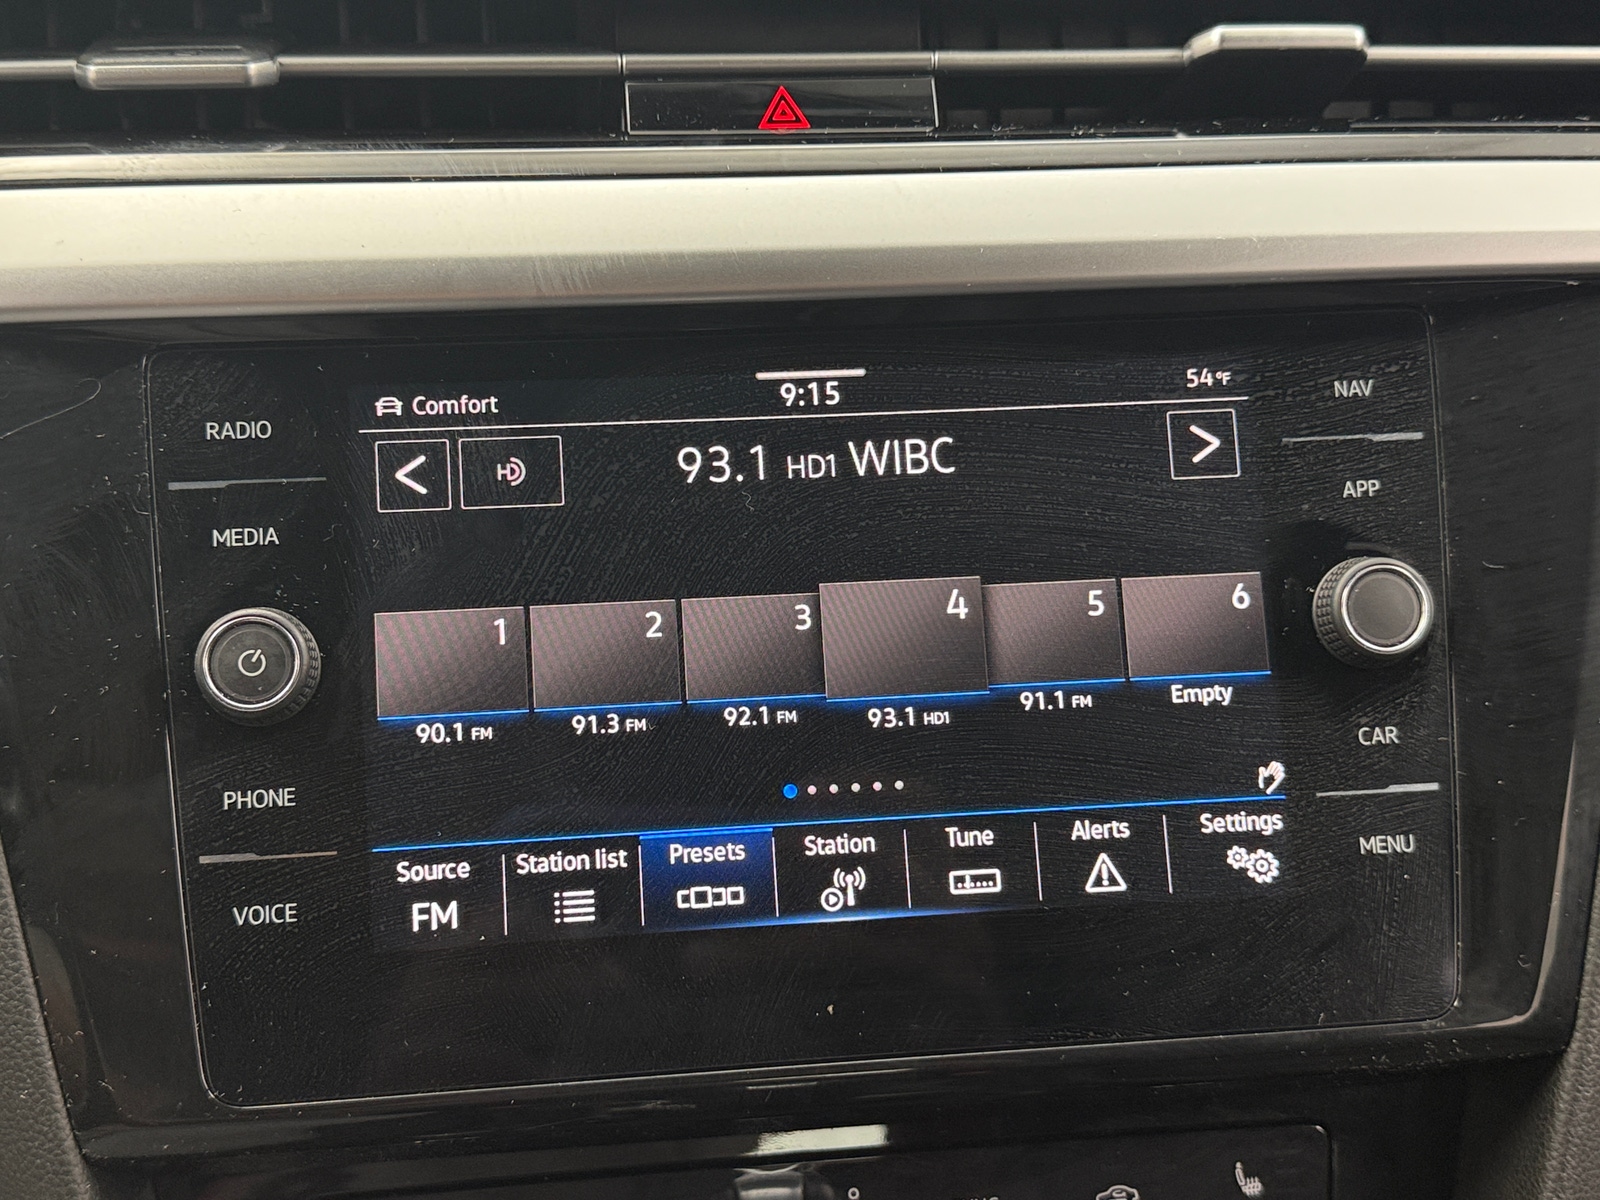 Comfort
9:15
54°F
NAV
RADIO
HD
93.1 HD1 WIBC
APP
MEDIA
1
2
3
4
5
6
90.1 FM
91.3 FM
92.1 FM
93.1 HD1
91.1 FM
Empty
CAR
PHONE
Source
FM
Station list
Presets
Station
Tune
Alerts
Settings
MENU
VOICE